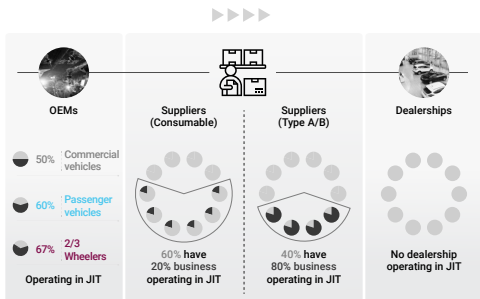 OEMs
50% Commercial
vehicles
60% Passenger
vehicles
67% 2/3
Wheelers
Operating in JIT
Suppliers
(Consumable)
60% have
20% business
operating in JIT
Suppliers
(Type A/B)
40% have
80% business
operating in JIT
Dealerships
No dealership
operating in JIT